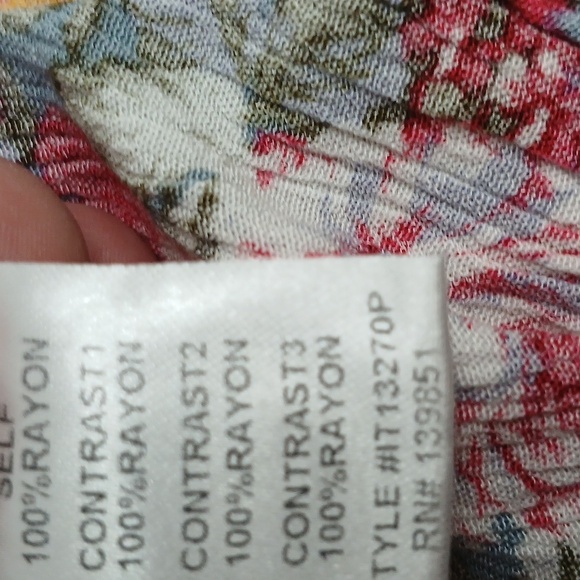 SELF
100%RAYON
CONTRAST1
100%RAYON
CONTRAST2
100%RAYON
CONTRAST3
100%RAYON
TYLE #IT13270P
RN# 139851